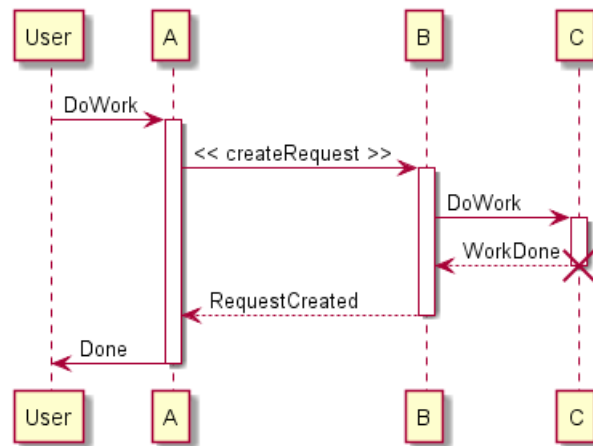 User A B C
DoWork
<< createRequest >>
DoWork
WorkDone
RequestCreated
Done
User A B C